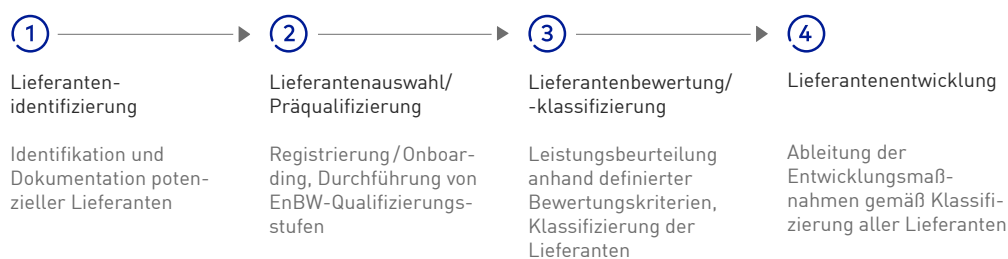 1
Lieferanten-
identifizierung
Identifikation und
Dokumentation poten-
zieller Lieferanten
2
Lieferantenauswahl/
Präqualifizierung
Registrierung/Onboar-
ding, Durchführung von
EnBW-Qualifizierungs-
stufen
3
Lieferantenbewertung/
-klassifizierung
Leistungsbeurteilung
anhand definierter
Bewertungskriterien,
Klassifizierung der
Lieferanten
4
Lieferantenentwicklung
Ableitung der
Entwicklungsmaß-
nahmen gemäß Klassifi-
zierung aller Lieferanten